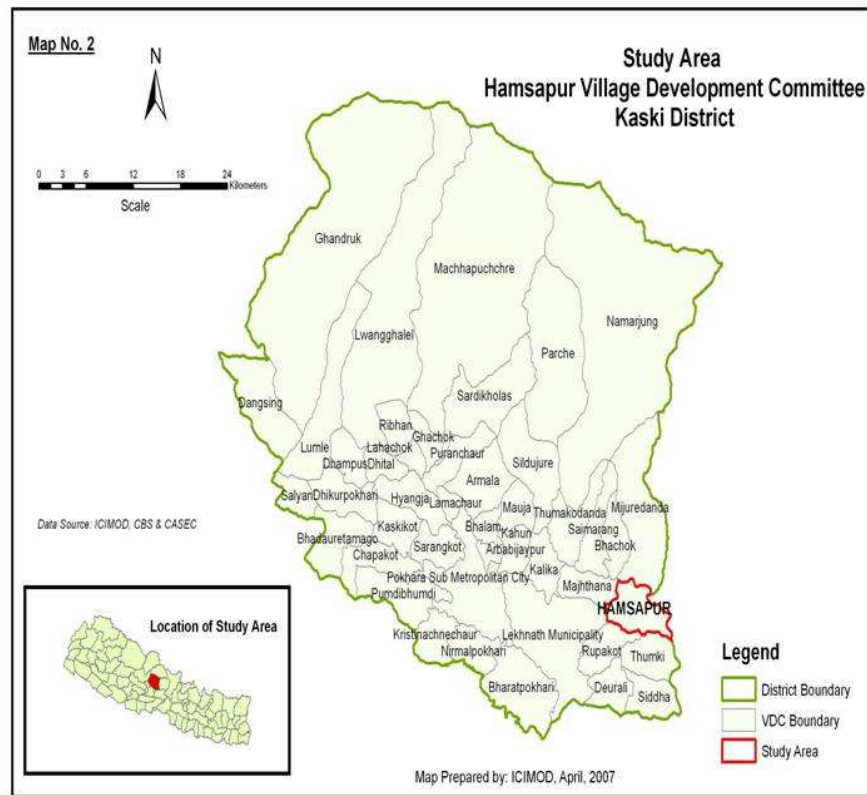 Map No. 2
N
Study Area
Hamsapur Village Development Committee
Kaski District
0 3 6 12 18 24
Kilometers
Scale
Ghandruk
Machhapuchchre
Namarjung
Lwangghalel
Parche
Sardikholas
Dangsing
Ribhan
Ghachok
Lumle
Lahachok
Puranchaur
Dhampus
Dhital
Sildujure
Armala
Salyan
Dhikurpokhari
Hyangja
Lamachaur
Mauja
Thumakodanda
Mijuredanda
Data Source: ICIMOD, CBS & CASEC
Kaskikot
Bhalam
Kahun
Saimarang
Bhadauretamago
Sarangkot
Arbabijaypur
Bhachok
Chapakot
Kalika
Pokhara Sub Metropolitan City
Majhthana
Pumdibhumdi
HAMSAPUR
Location of Study Area
Kristinachnechaur
Lekhnath Municipality
Nirmalpokhari
Rupakot
Thumki
Legend
Bharatpokhari
Deurali
Siddha
District Boundary
VDC Boundary
Study Area
Map Prepared by: ICIMOD, April, 2007